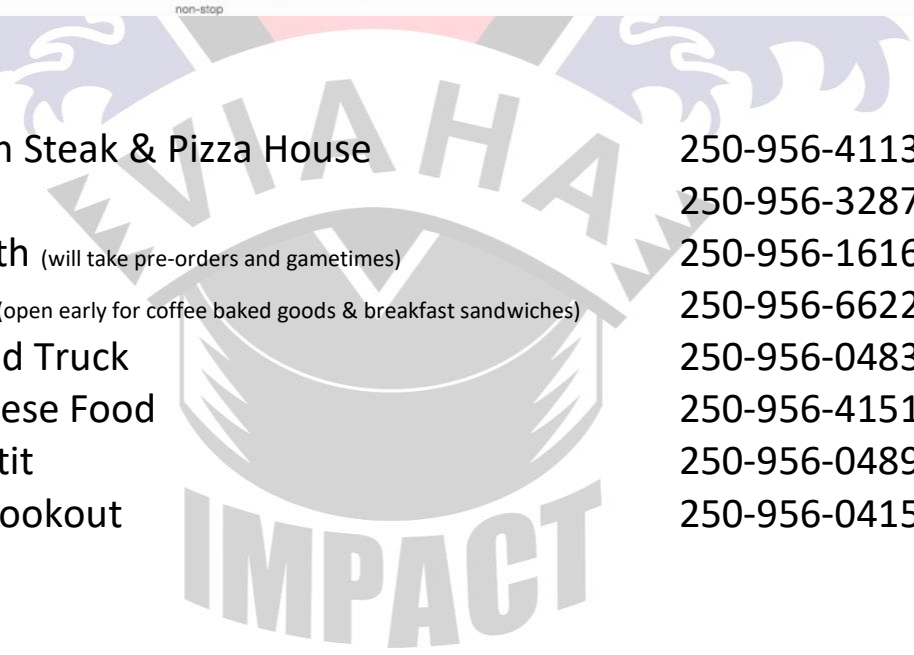 non-stop
VIAHA
n Steak & Pizza House 250-956-4113
250-956-3287
th (will take pre-orders and gametimes) 250-956-1616
(open early for coffee baked goods & breakfast sandwiches) 250-956-6622
d Truck 250-956-0483
ese Food 250-956-4151
tit 250-956-0489
ookout 250-956-0415
IMPACT